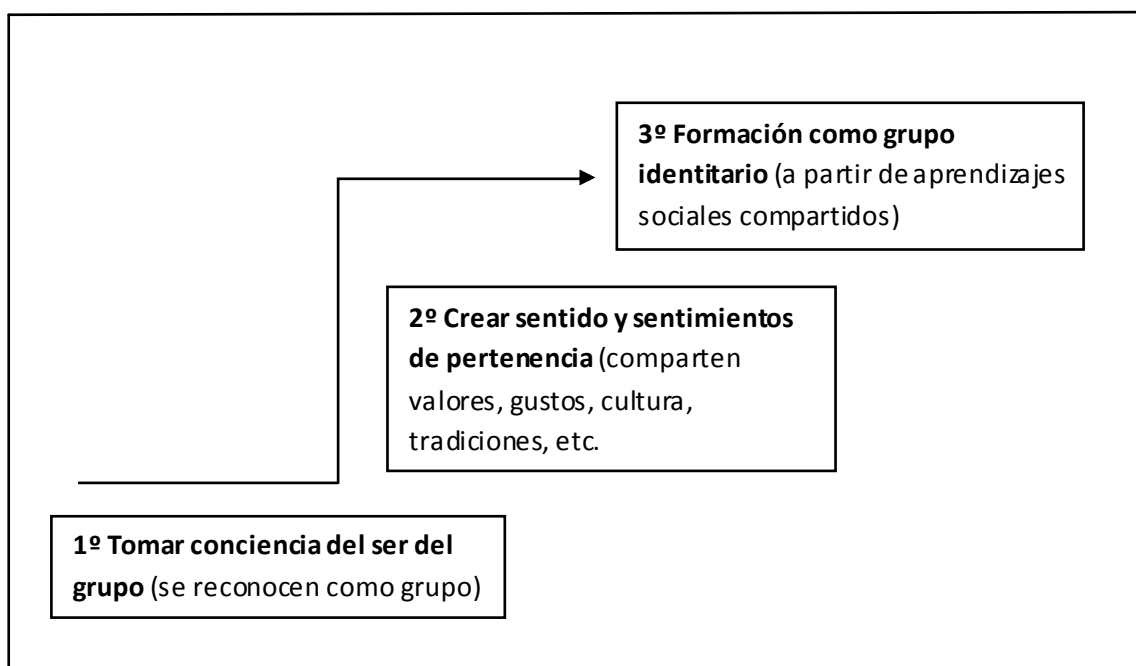 3º Formación como grupo
identitario (a partir de aprendizajes
sociales compartidos)
2º Crear sentido y sentimientos
de pertenencia (comparten
valores, gustos, cultura,
tradiciones, etc.
1º Tomar conciencia del ser del
grupo (se reconocen como grupo)